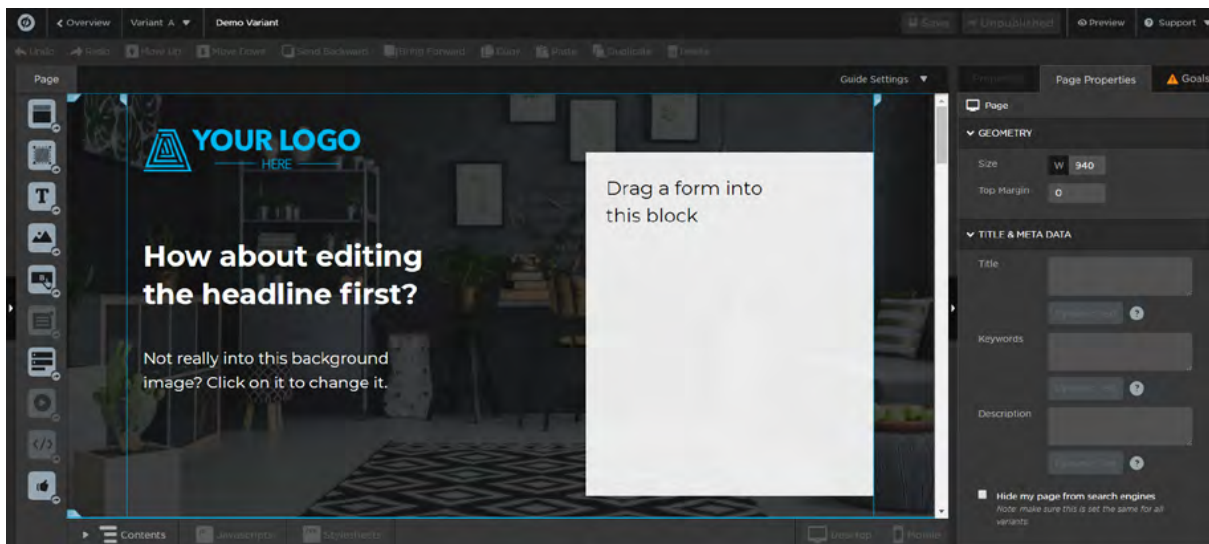 Overview
Variant A
Demo Variant
Save
Unpublished
Preview
Support
Undo
Redo
Move Up
Move Down
Send Backward
Bring Forward
Copy
Paste
Duplicate
Delete
Page
Guide Settings
Properties
Page Properties
Goals
YOUR LOGO
HERE
How about editing
the headline first?
Not really into this background
image? Click on it to change it.
Drag a form into
this block
T
</>
Page
GEOMETRY
Size
W 940
Top Margin
0
TITLE & META DATA
Title
?
Keywords
?
Description
?
Hide my page from search engines
Note: make sure this is set the same for all
variants
Contents
Javascripts
Stylesheets
Desktop
Mobile